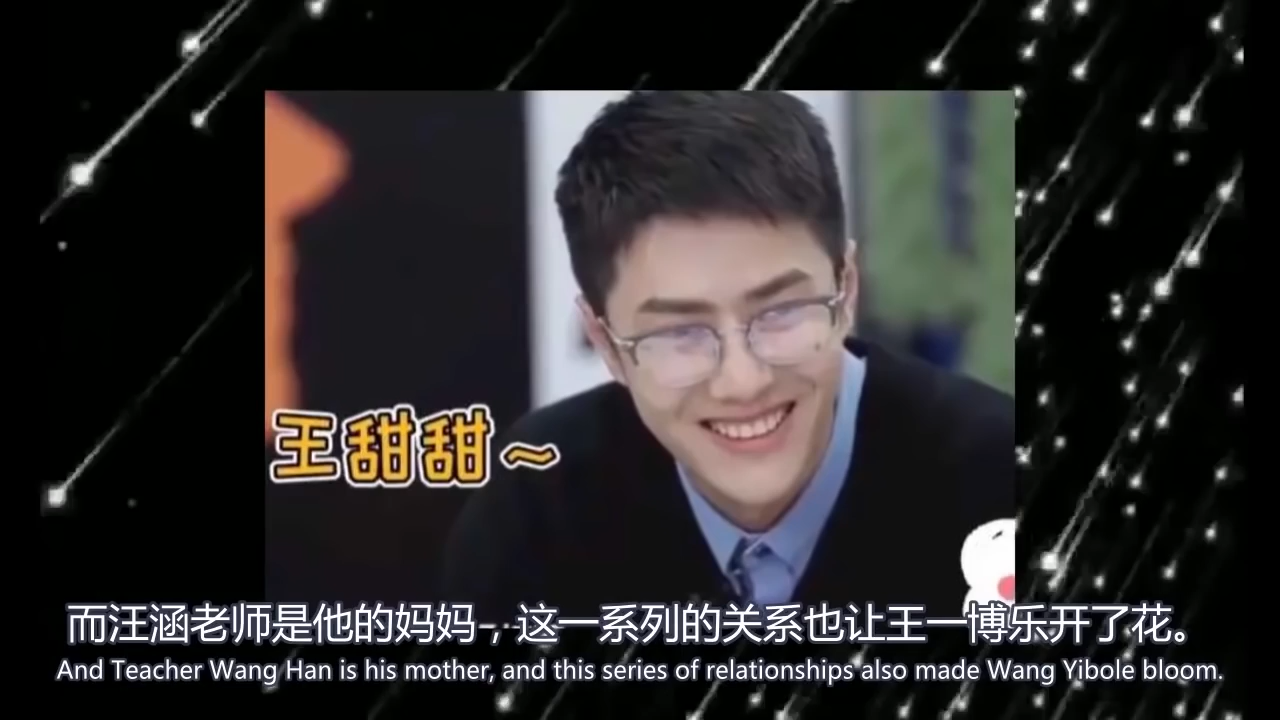 王甜甜~
而汪涵老师是他的妈妈，这一系列的关系也让王一博乐开了花。
And Teacher Wang Han is his mother, and this series of relationships also made Wang Yibole bloom.